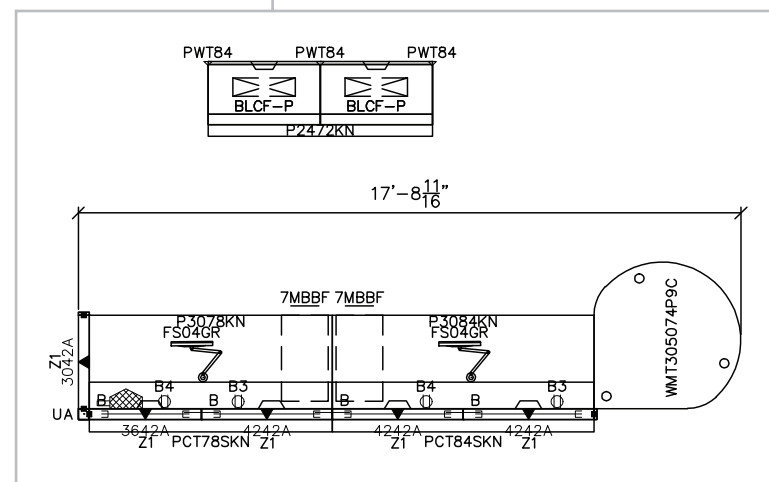 PWT84 PWT84 PWT84
BLCF-P BLCF-P
P2472KN
17'-8 11/16"
7MBBF 7MBBF
P3078KN P3084KN
FS04GR FS04GR
WMT305074P9C
Z1
3042A
B4 B3 B4 B3
B B B B
UA
3642A 4242A 4242A 4242A
Z1 PCT78SKN Z1 Z1 PCT84SKN Z1